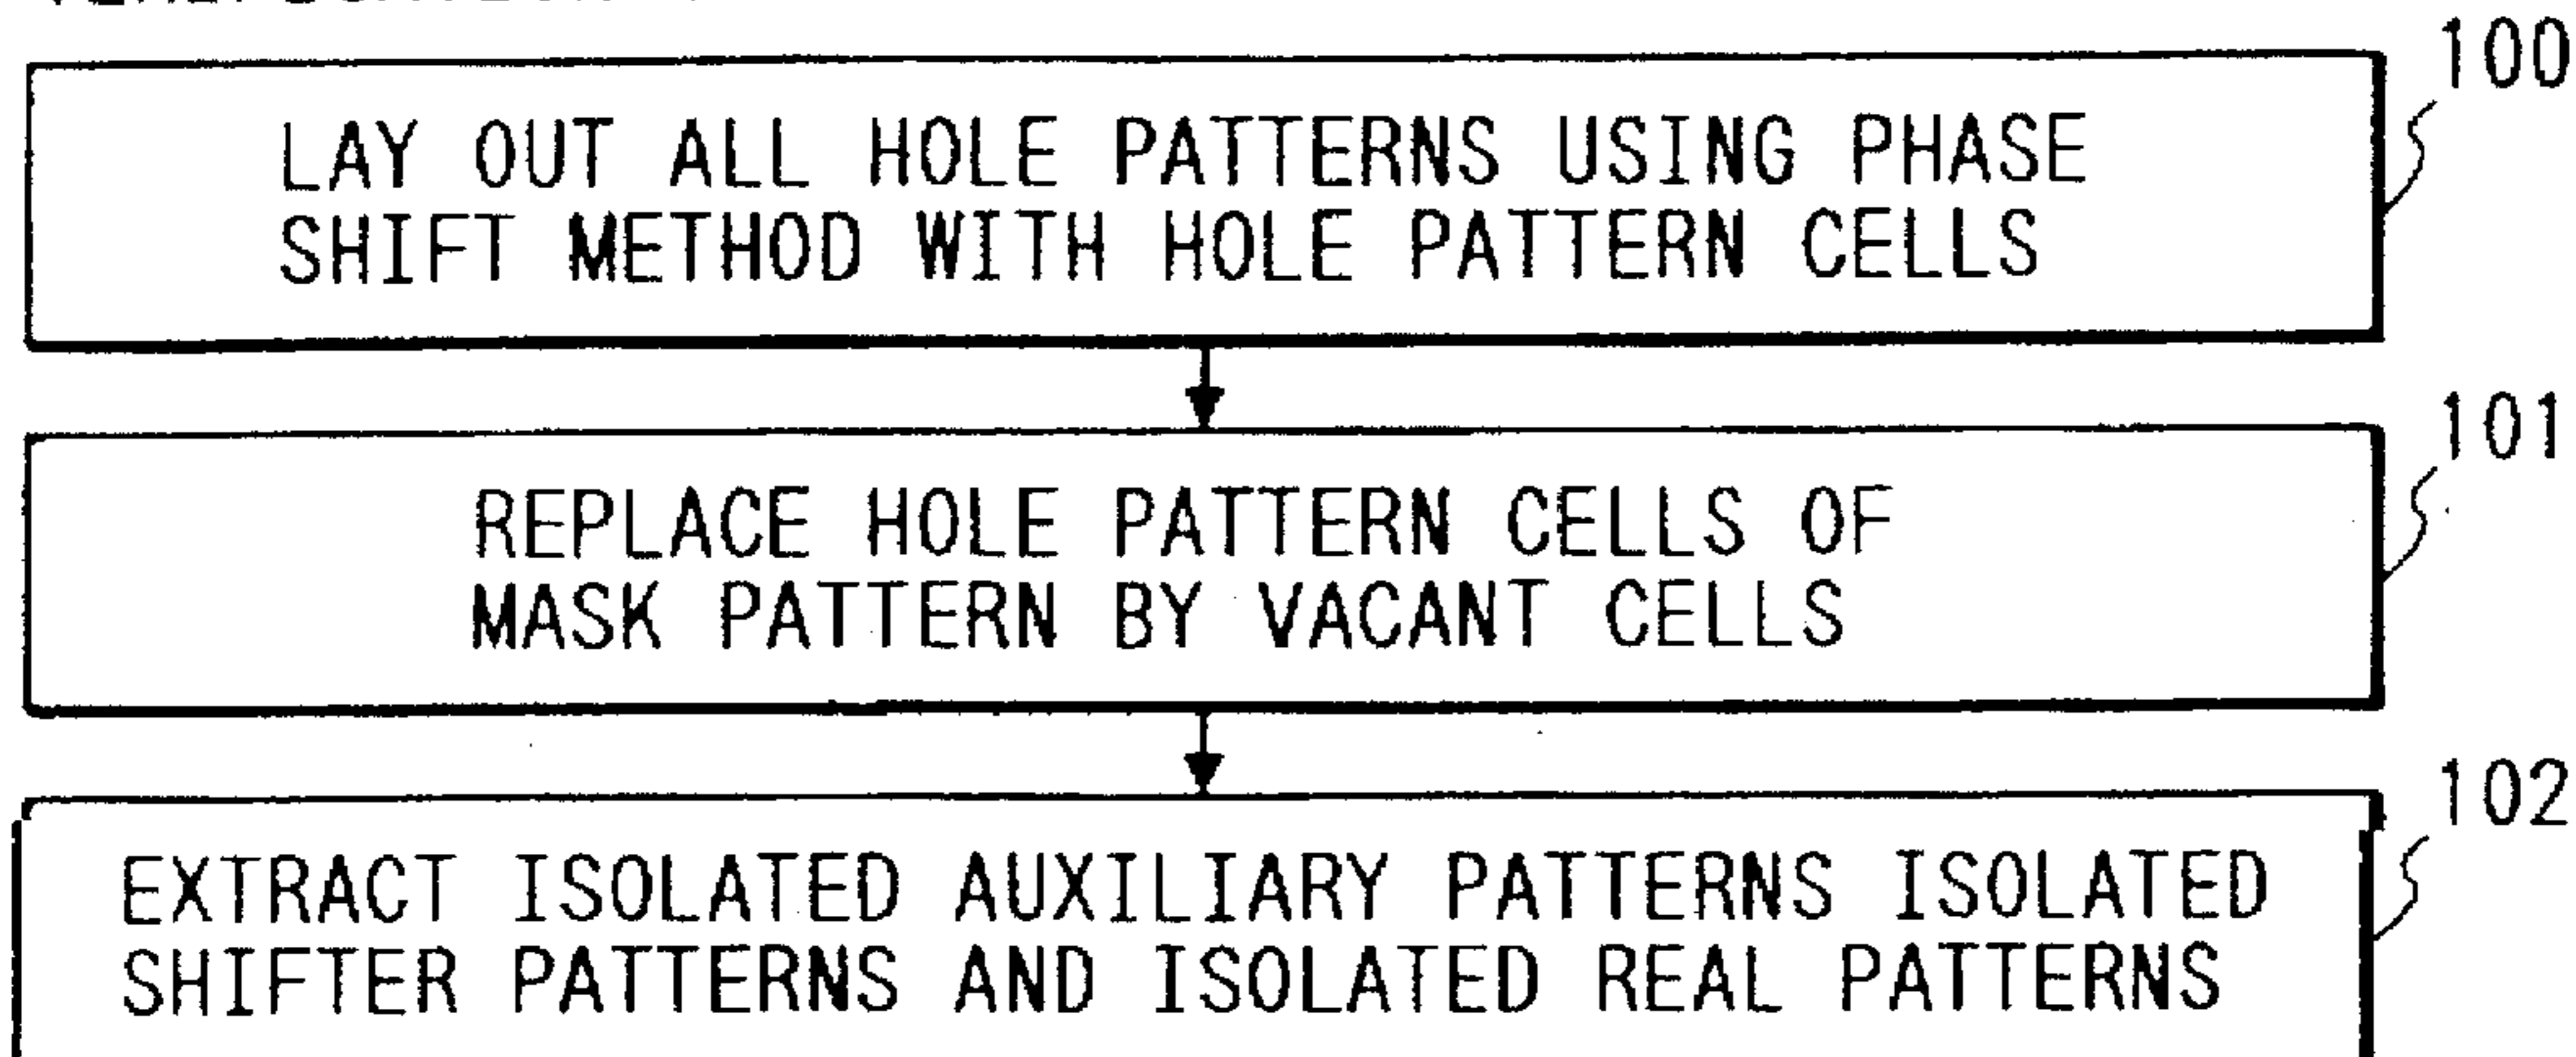 100
LAY OUT ALL HOLE PATTERNS USING PHASE
SHIFT METHOD WITH HOLE PATTERN CELLS
101
REPLACE HOLE PATTERN CELLS OF
MASK PATTERN BY VACANT CELLS
102
EXTRACT ISOLATED AUXILIARY PATTERNS ISOLATED
SHIFTER PATTERNS AND ISOLATED REAL PATTERNS